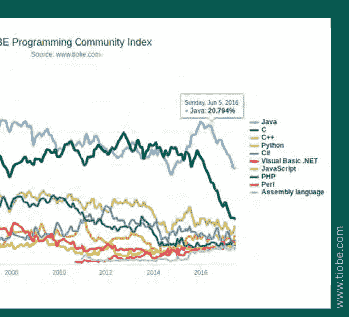 BE Programming Community Index
Source: www.tiobe.com
Sunday, Jun 5, 2016
Java: 20.794%
Java
C
C++
Python
C#
Visual Basic .NET
JavaScript
PHP
Perl
Assembly language
2008
2010
2012
2014
2016
www.tiobe.com